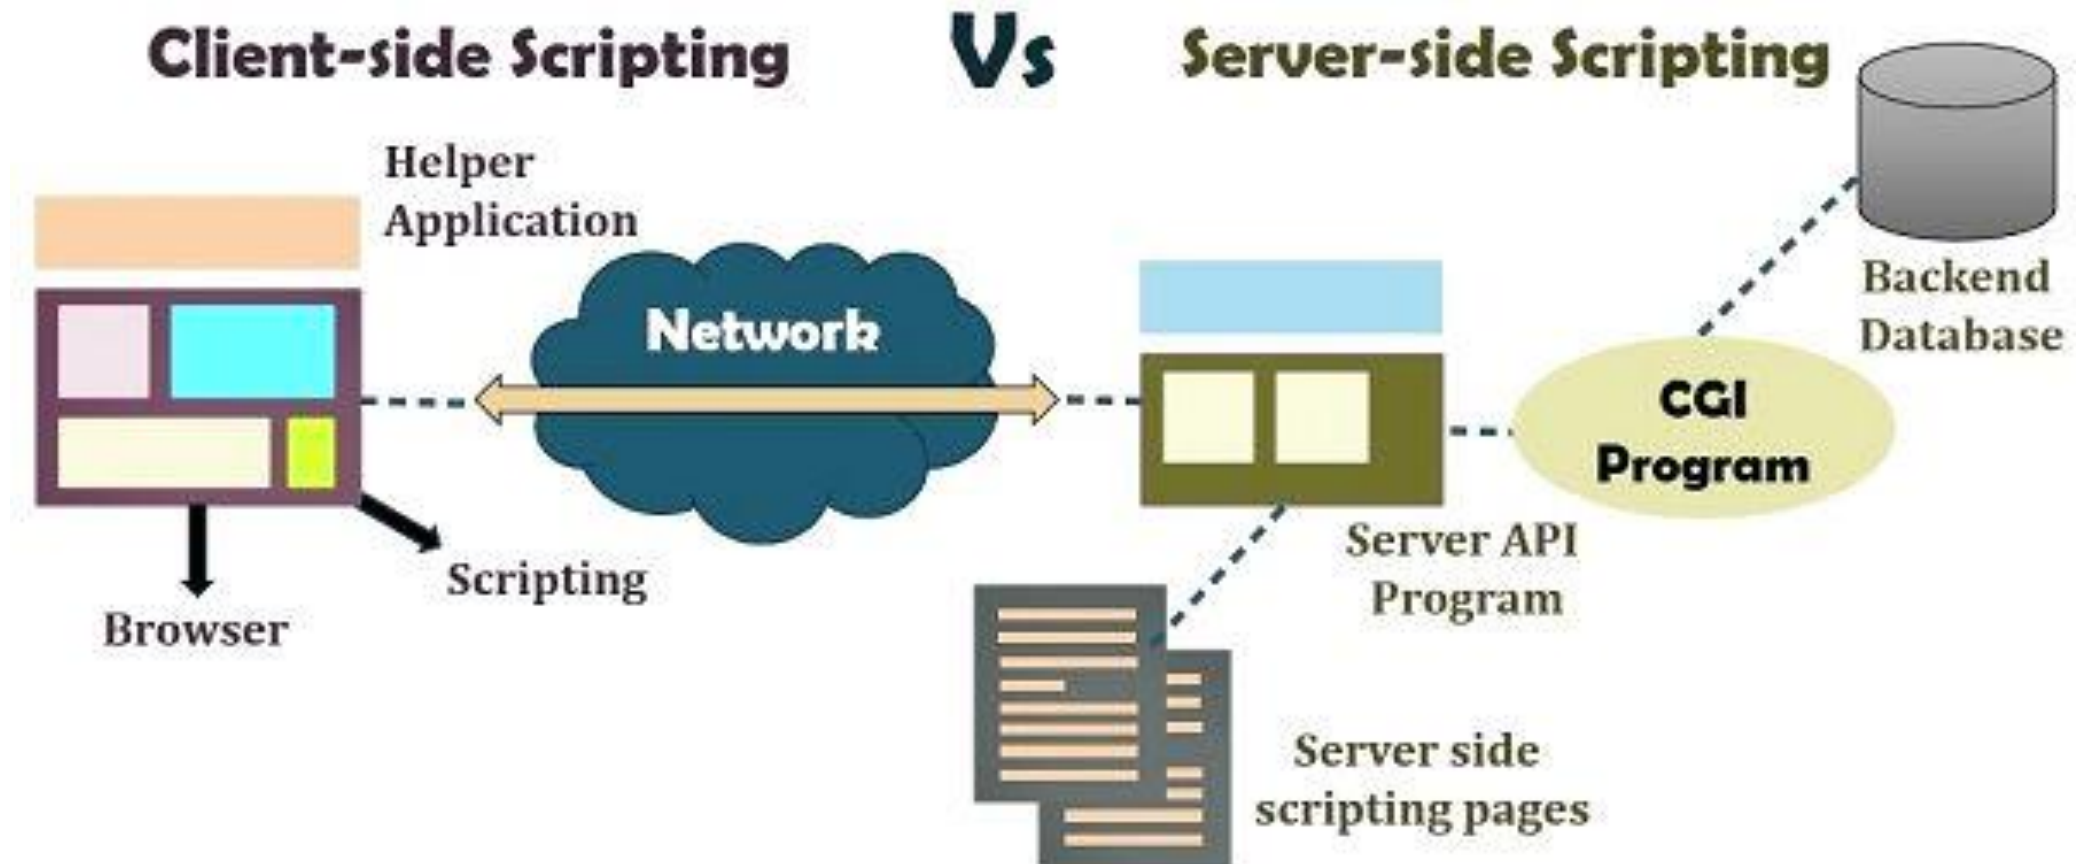 Client-side Scripting Vs Server-side Scripting
Helper
Application
Network
Backend
Database
CGI
Program
Server API
Program
Scripting
Browser
Server side
scripting pages